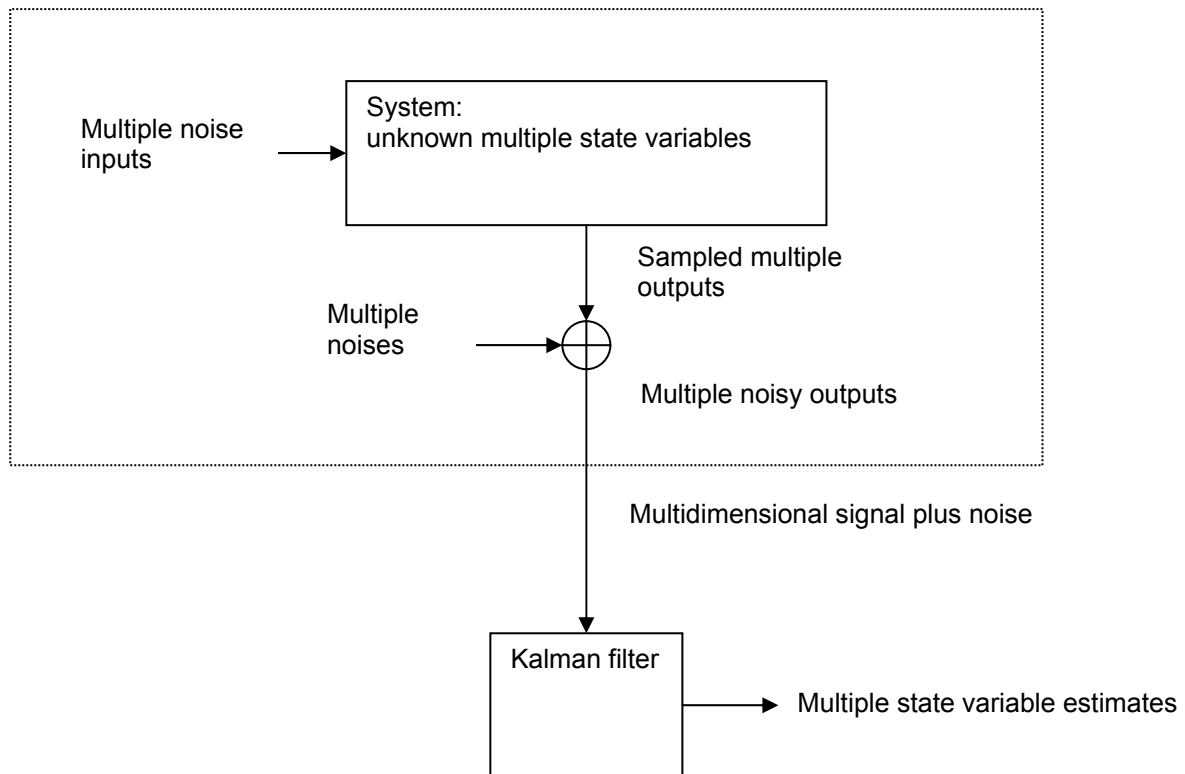 System:
unknown multiple state variables
Multiple noise
inputs
Sampled multiple
outputs
Multiple
noises
Multiple noisy outputs
Multidimensional signal plus noise
Kalman filter
Multiple state variable estimates